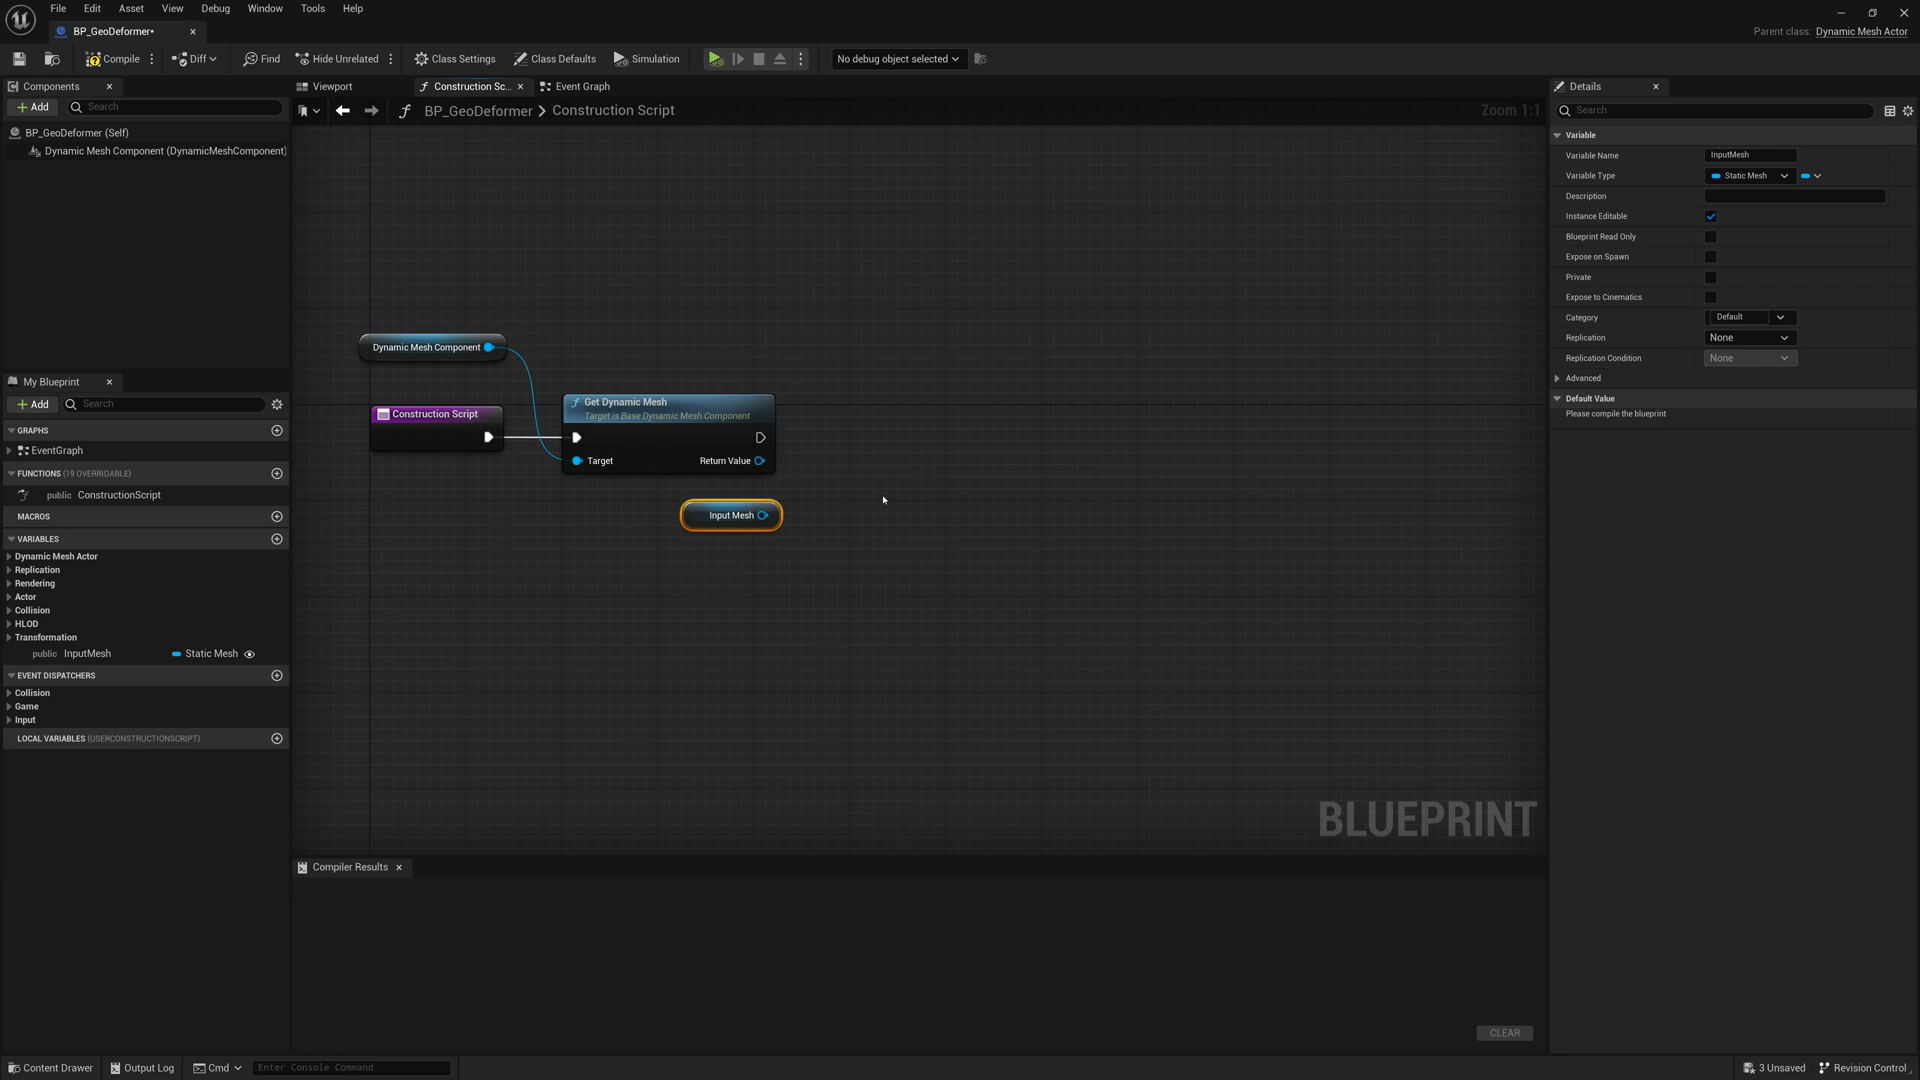 File Edit Asset View Debug Window Tools Help
BP_GeoDeformer•
Parent class: Dynamic Mesh Actor
Compile Diff Find Hide Unrelated Class Settings Class Defaults Simulation No debug object selected
Components
Viewport Construction Sc... Event Graph
Details
Add Search
BP_GeoDeformer > Construction Script
Zoom 1:1
Search
BP_GeoDeformer (Self)
Dynamic Mesh Component (DynamicMeshComponent)
Variable
Variable Name InputMesh
Variable Type Static Mesh
Description
Instance Editable
Blueprint Read Only
Expose on Spawn
Private
Expose to Cinematics
Category Default
Replication None
Replication Condition None
Advanced
Default Value
Please compile the blueprint
Dynamic Mesh Component
Construction Script
Get Dynamic Mesh
Target is Base Dynamic Mesh Component
Target Return Value
Input Mesh
BLUEPRINT
My Blueprint
Add Search
GRAPHS
EventGraph
FUNCTIONS (19 OVERRIDABLE)
public ConstructionScript
MACROS
VARIABLES
Dynamic Mesh Actor
Replication
Rendering
Actor
Collision
HLOD
Transformation
public InputMesh Static Mesh
EVENT DISPATCHERS
Collision
Game
Input
LOCAL VARIABLES (USERCONSTRUCTIONSCRIPT)
Compiler Results
CLEAR
Content Drawer Output Log Cmd Enter Console Command
3 Unsaved Revision Control